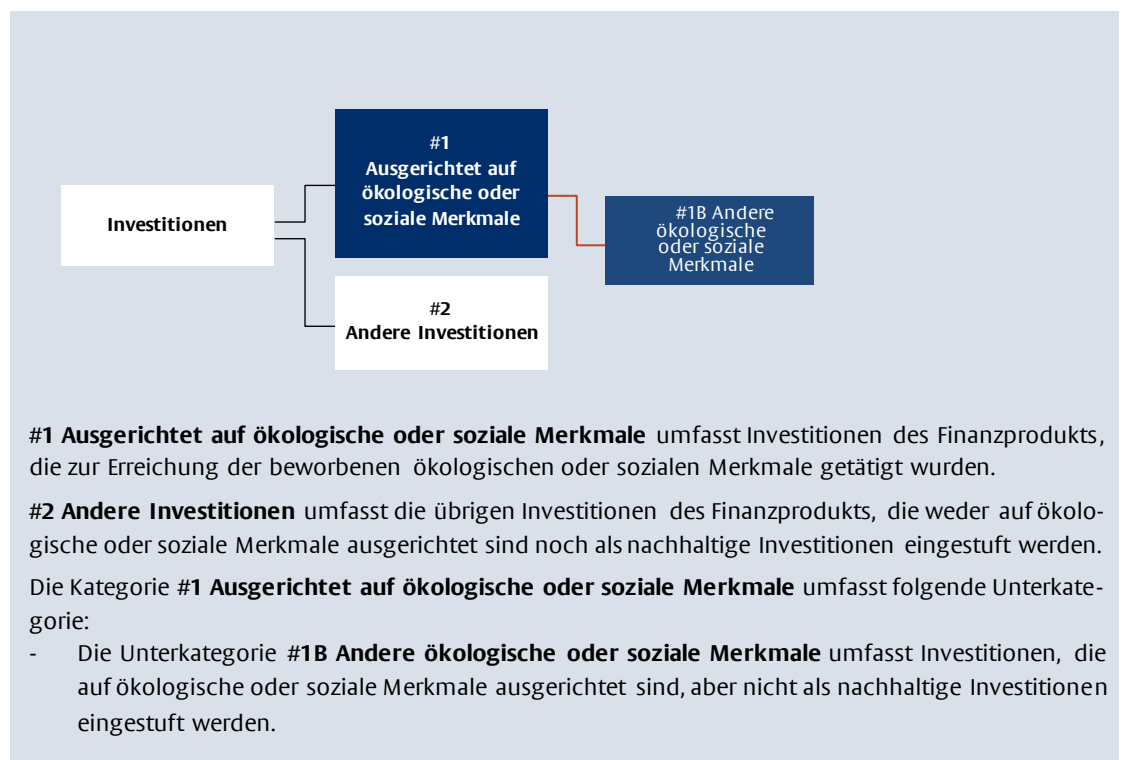 #1
Ausgerichtet auf
ökologische oder
soziale Merkmale
Investitionen
#1B Andere
ökologische
oder soziale
Merkmale
#2
Andere Investitionen
#1 Ausgerichtet auf ökologische oder soziale Merkmale umfasst Investitionen des Finanzprodukts,
die zur Erreichung der beworbenen ökologischen oder sozialen Merkmale getätigt wurden.
#2 Andere Investitionen umfasst die übrigen Investitionen des Finanzprodukts, die weder auf ökolo-
gische oder soziale Merkmale ausgerichtet sind noch als nachhaltige Investitionen eingestuft werden.
Die Kategorie #1 Ausgerichtet auf ökologische oder soziale Merkmale umfasst folgende Unterkate-
gorie:
- Die Unterkategorie #1B Andere ökologische oder soziale Merkmale umfasst Investitionen, die
auf ökologische oder soziale Merkmale ausgerichtet sind, aber nicht als nachhaltige Investitionen
eingestuft werden.